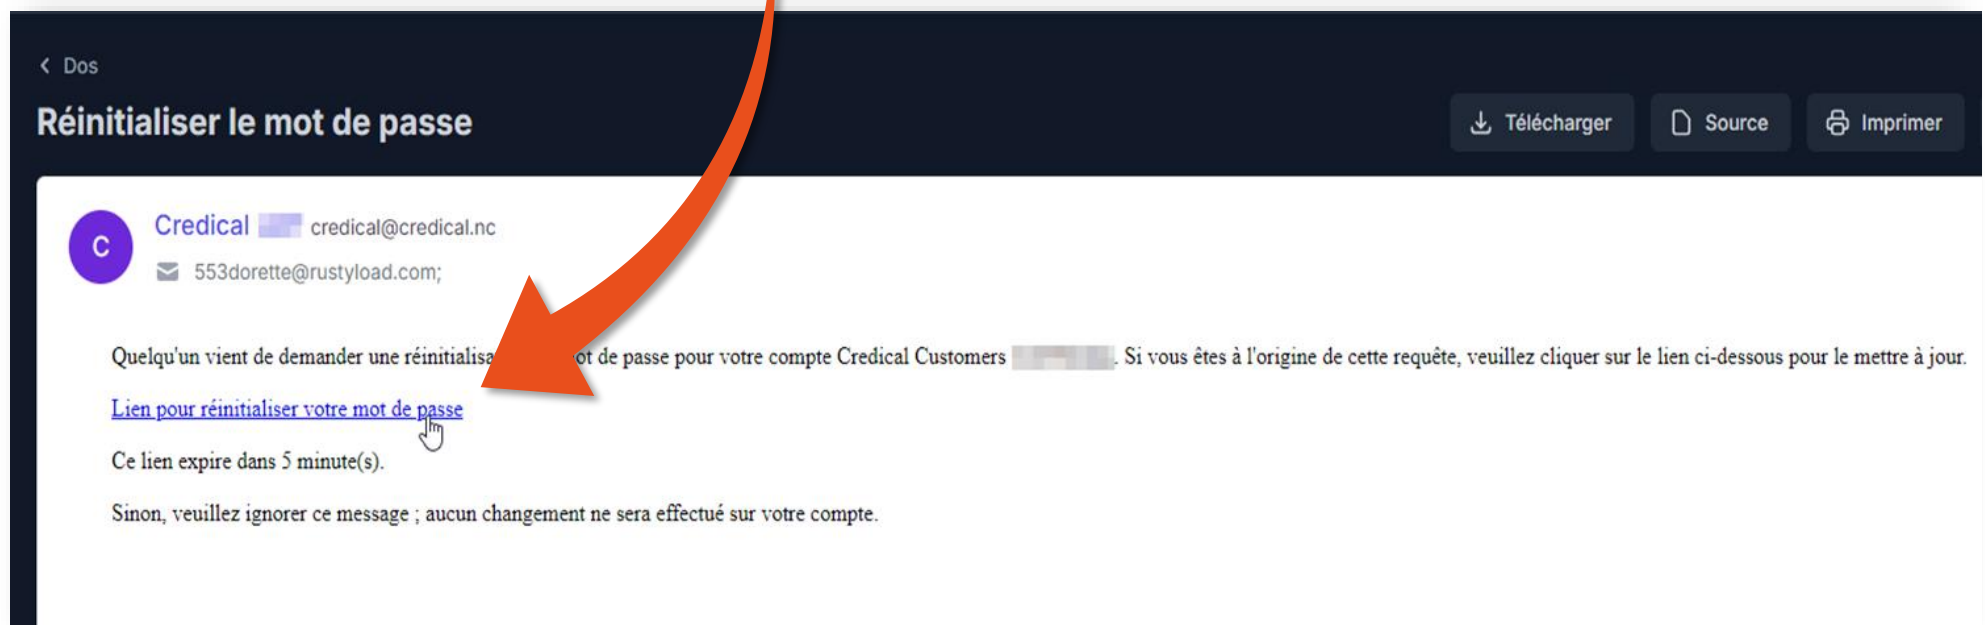 Dos
Réinitialiser le mot de passe
Télécharger
Source
Imprimer
C
Credical credical@credical.nc
553dorette@rustyload.com;
Quelqu'un vient de demander une réinitialisa ot de passe pour votre compte Credical Customers . Si vous êtes à l'origine de cette requête, veuillez cliquer sur le lien ci-dessous pour le mettre à jour.
Lien pour réinitialiser votre mot de passe
Ce lien expire dans 5 minute(s).
Sinon, veuillez ignorer ce message ; aucun changement ne sera effectué sur votre compte.